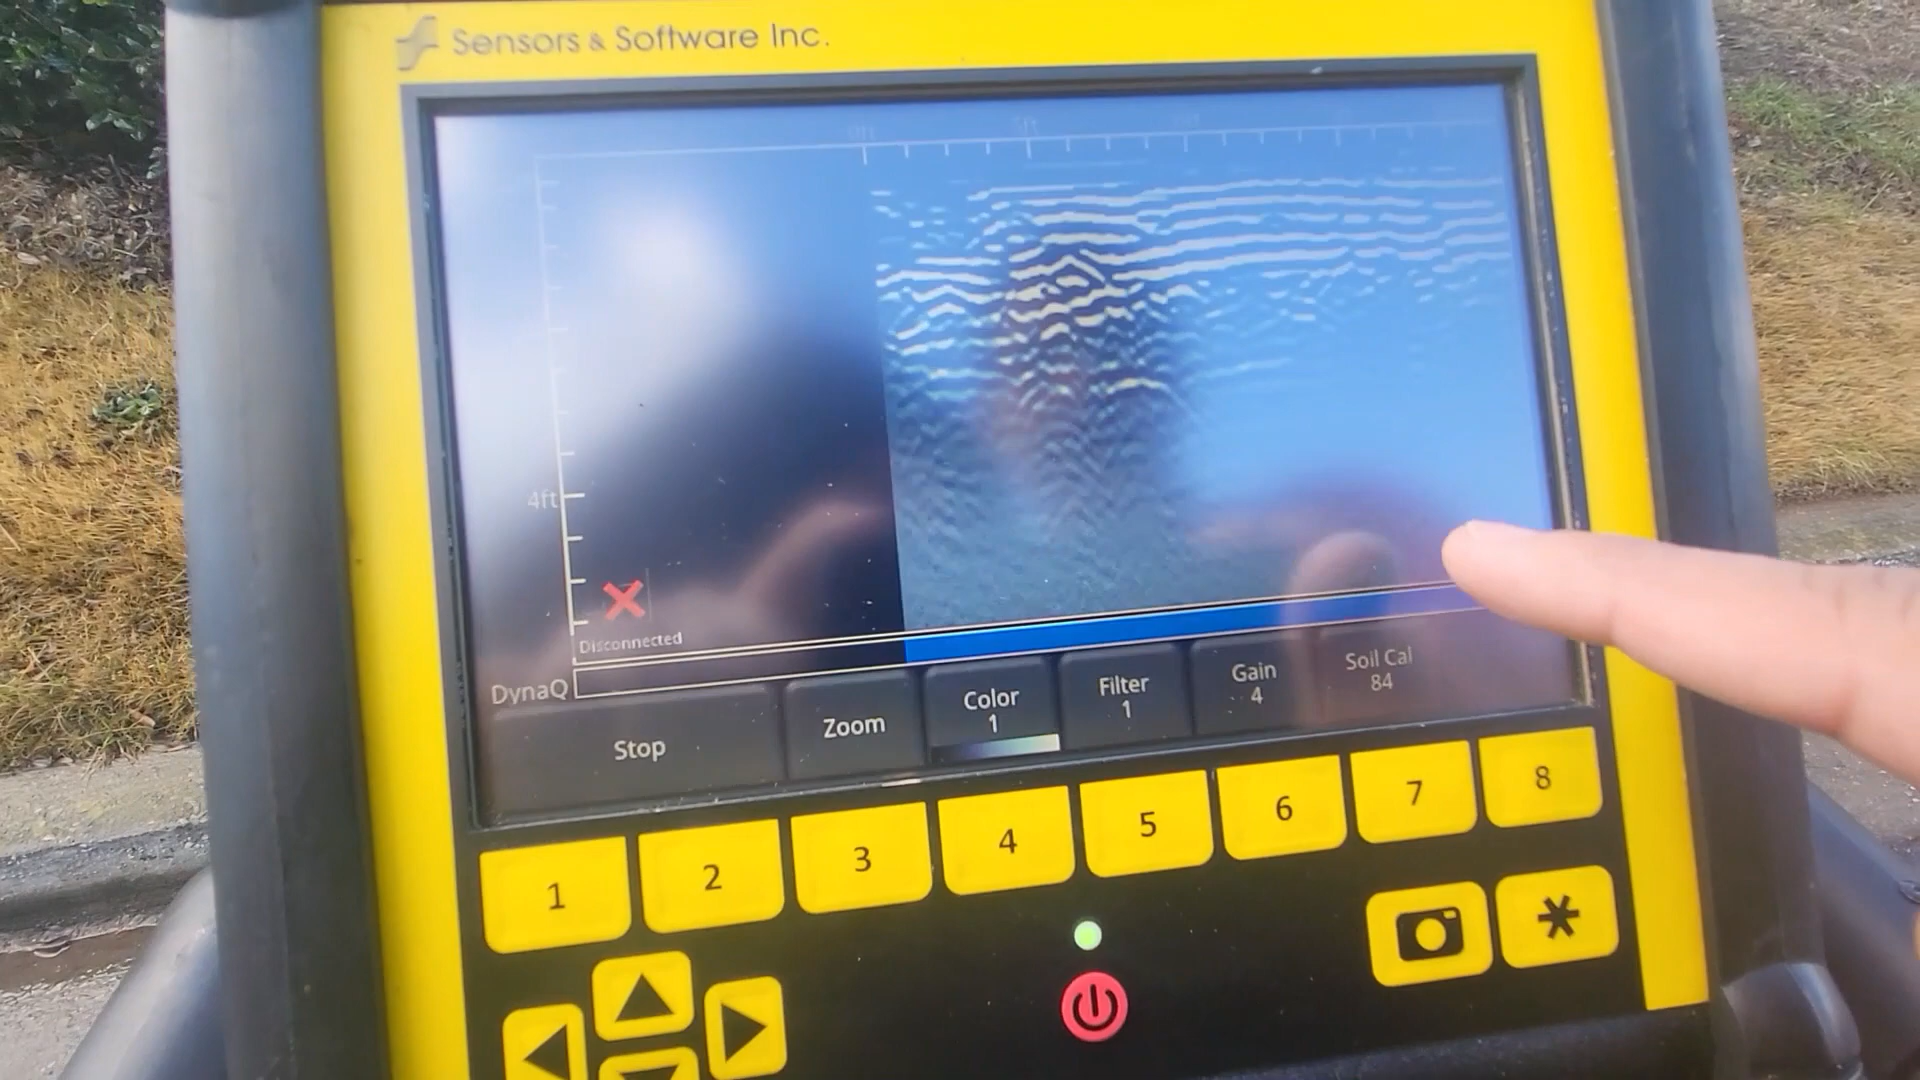 Sensors & Software Inc.
4ft
Disconnected
DynaQ
Stop
Zoom
Color
1
Filter
1
Gain
4
Soil Cal
84
1
2
3
4
5
6
7
8
*